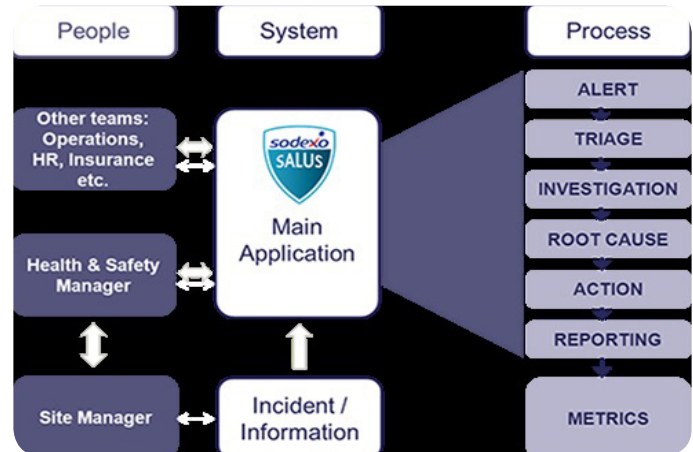 People
System
Process
Other teams:
Operations,
HR, Insurance
etc.
sodexo
SALUS
Main
Application
Health & Safety
Manager
Site Manager
Incident /
Information
ALERT
TRIAGE
INVESTIGATION
ROOT CAUSE
ACTION
REPORTING
METRICS